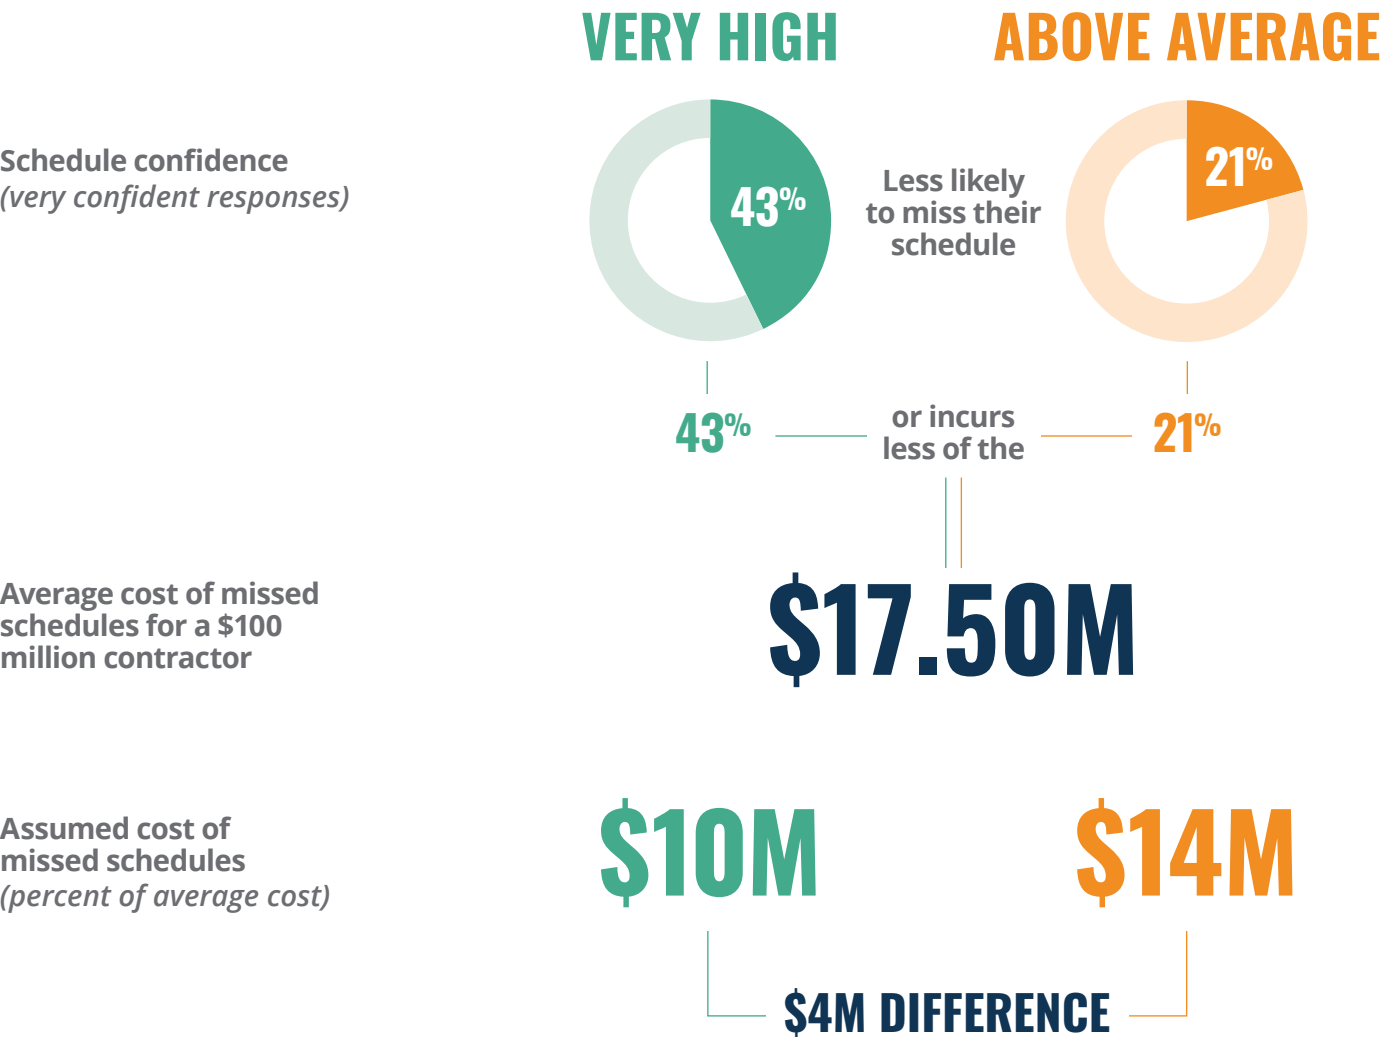 VERY HIGH
ABOVE AVERAGE
Schedule confidence
(very confident responses)
43%
Less likely
to miss their
schedule
21%
43%
or incurs
less of the
21%
Average cost of missed
schedules for a $100
million contractor
$17.50M
Assumed cost of
missed schedules
(percent of average cost)
$10M
$14M
$4M DIFFERENCE